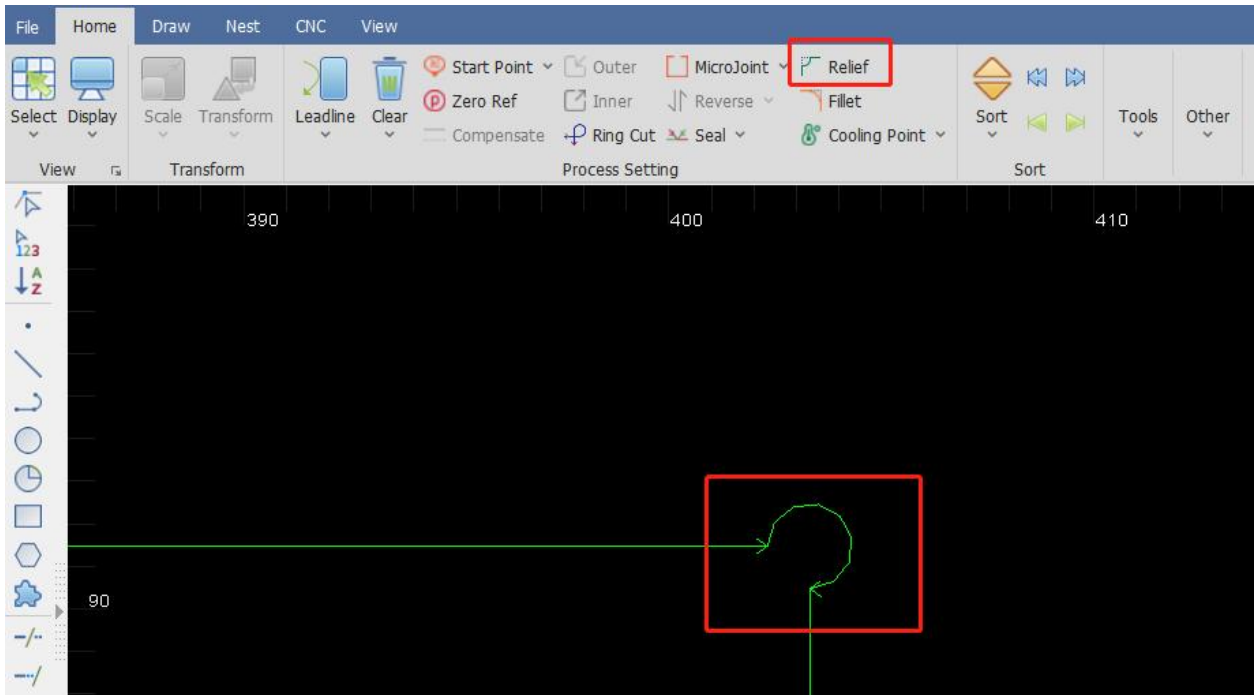 File Home Draw Nest CNC View
Start Point Outer MicroJoint Relief
Zero Ref Inner Reverse Fillet
Select Display Scale Transform Leadline Clear Sort Tools Other
Compensate Ring Cut Seal Cooling Point
View Transform Process Setting Sort
390 400 410
123
A
Z
90